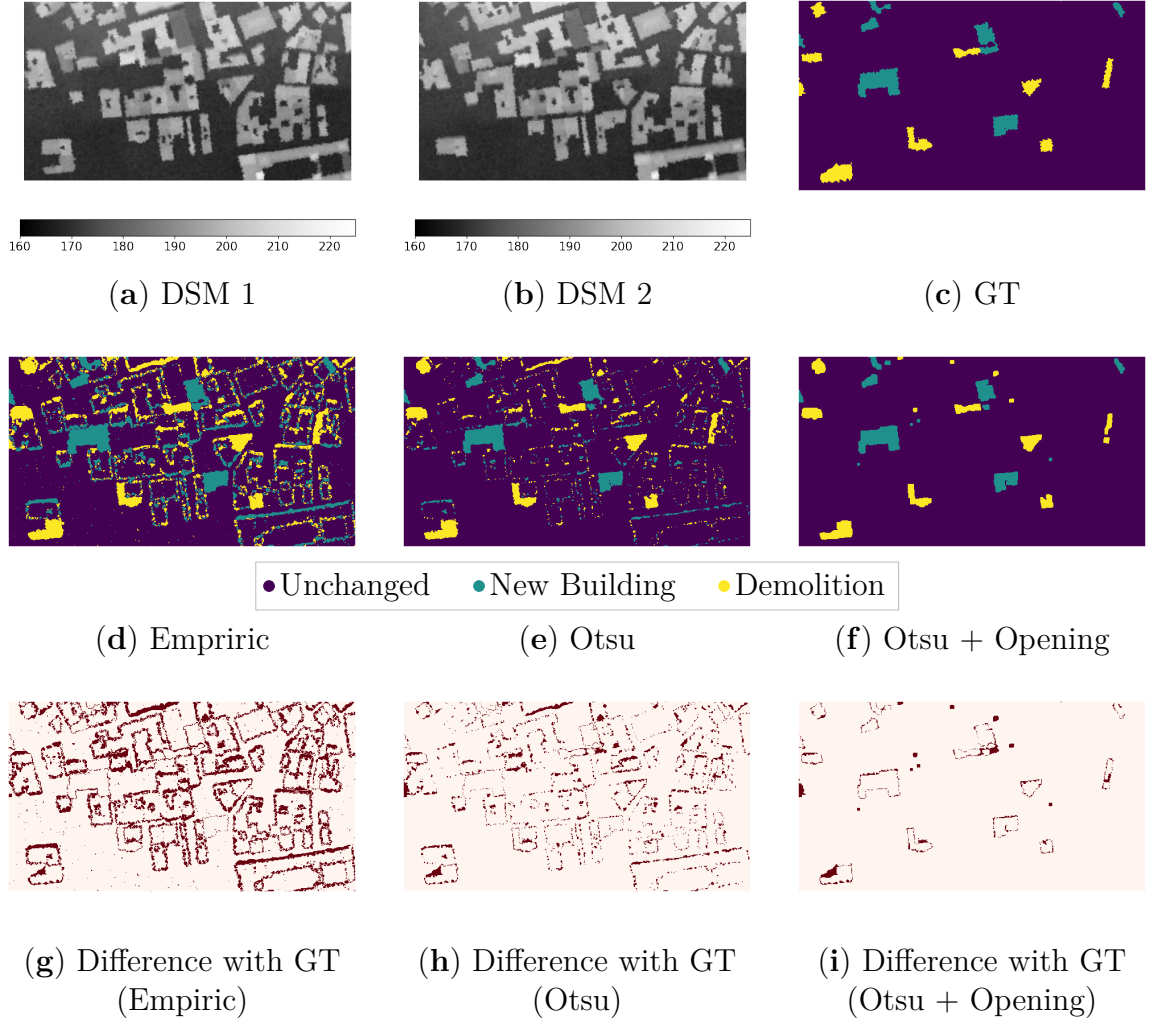 160 170 180 190 200 210 220
160 170 180 190 200 210 220
(a) DSM 1
(b) DSM 2
(c) GT
Unchanged New Building Demolition
(d) Empriric
(e) Otsu
(f) Otsu + Opening
(g) Difference with GT
(Empiric)
(h) Difference with GT
(Otsu)
(i) Difference with GT
(Otsu + Opening)